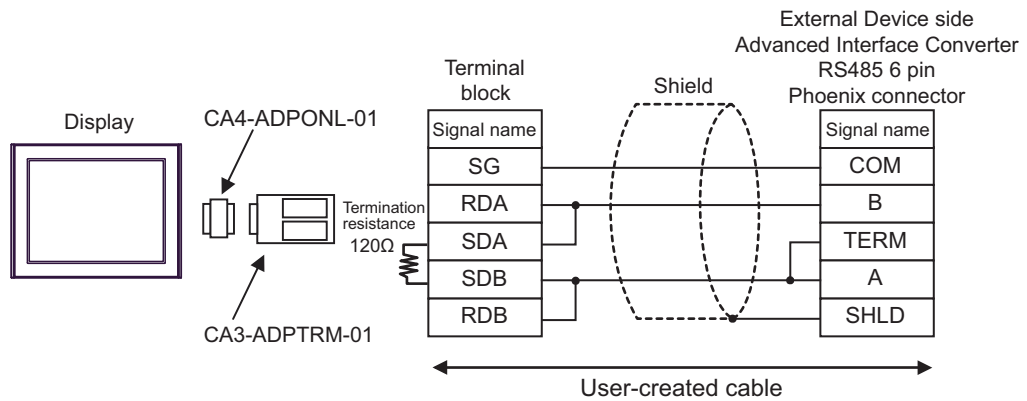 External Device side
Advanced Interface Converter
RS485 6 pin
Phoenix connector
Terminal
block
Shield
Display
CA4-ADPONL-01
Signal name
Signal name
SG
COM
RDA
B
Termination
resistance
120Ω
SDA
TERM
SDB
A
RDB
SHLD
CA3-ADPTRM-01
User-created cable